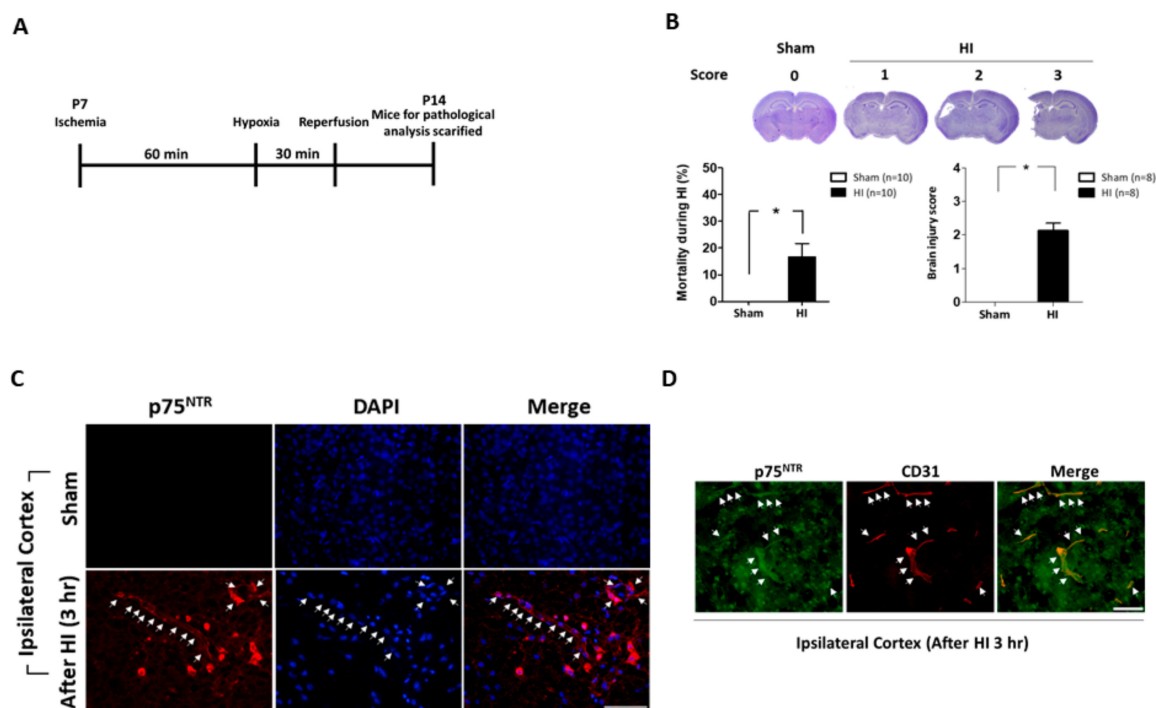 A
P7
Ischemia
60 min
Hypoxia
30 min
Reperfusion
P14
Mice for pathological
analysis scarified
B
Sham
HI
Score
0
1
2
3
Mortality during HI (%)
50
40
30
20
10
0
*
Sham
HI
Sham (n=10)
HI (n=10)
Brain injury score
4
3
2
1
0
*
Sham
HI
Sham (n=8)
HI (n=8)
C
p75NTR
DAPI
Merge
Ipsilateral Cortex
Sham
After HI (3 hr)
D
p75NTR
CD31
Merge
Ipsilateral Cortex (After HI 3 hr)